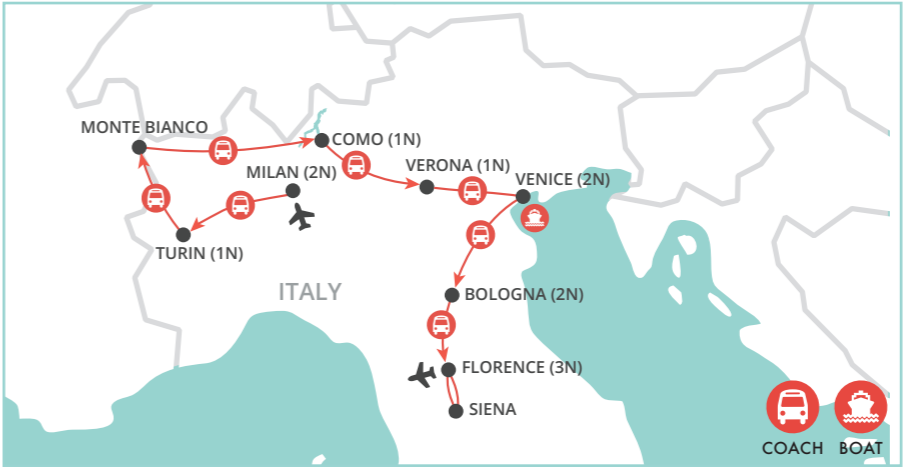 MONTE BIANCO
COMO (1N)
MILAN (2N)
VERONA (1N)
VENICE (2N)
TURIN (1N)
ITALY
BOLOGNA (2N)
FLORENCE (3N)
SIENA
COACH
BOAT